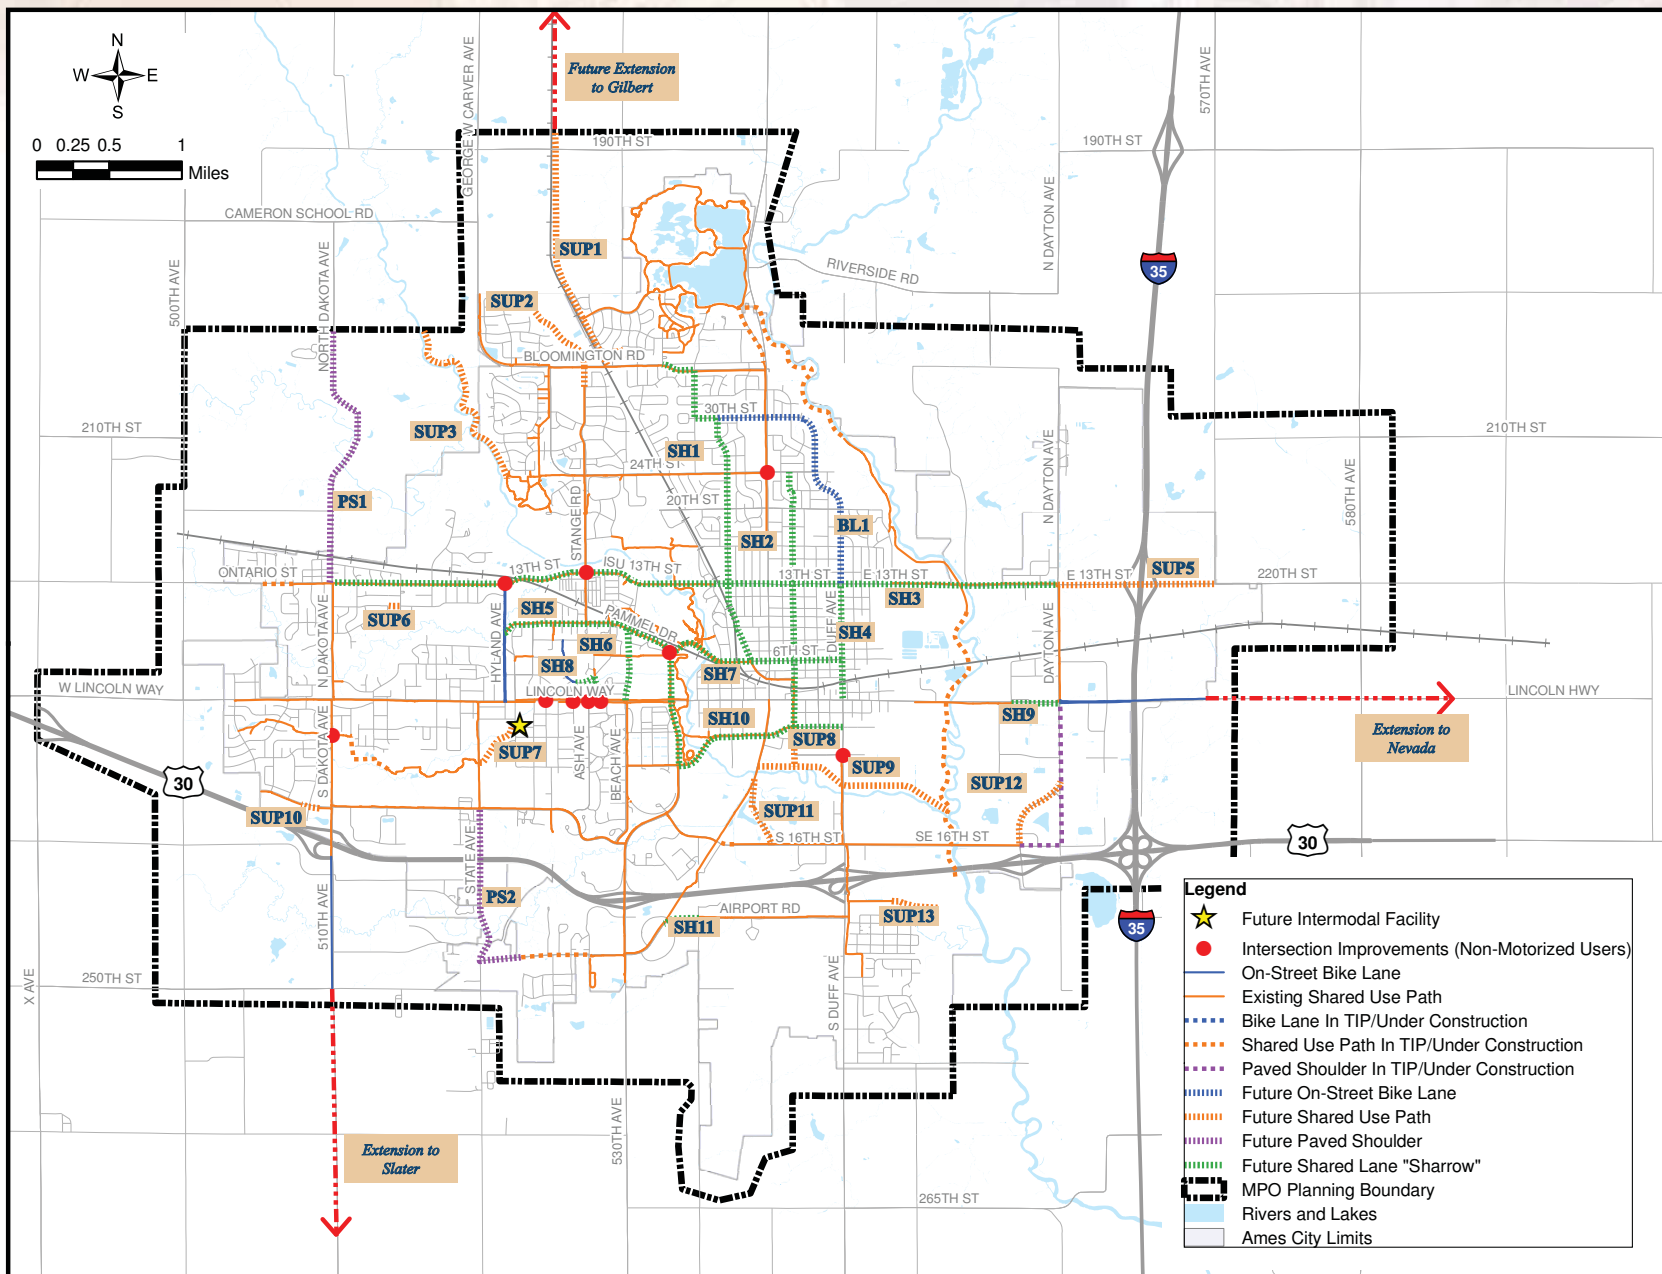 N
W
E
S
0 0.25 0.5 1
Miles
Future Extension
to Gilbert
GEORGE W CARVER AVE
570TH AVE
190TH ST
190TH ST
CAMERON SCHOOL RD
NORTH DAKOTA AVE
500TH AVE
N DAYTON AVE
SUP1
RIVERSIDE RD
35
SUP2
BLOOMINGTON RD
30TH ST
210TH ST
SUP3
SH1
210TH ST
24TH ST
N DAYTON AVE
580TH AVE
PS1
20TH ST
STANGE RD
BL1
SH2
ONTARIO ST
13TH ST
ISU 13TH ST
13TH ST
E 13TH ST
E 13TH ST
SUP5
220TH ST
SH3
SH5
SUP6
PAMMEL DR
N DAKOTA AVE
HYLAND AVE
DUFF AVE
DAYTON AVE
SH4
SH6
6TH ST
SH8
SH7
W LINCOLN WAY
LINCOLN WAY
LINCOLN HWY
SH9
SH10
Extension to
Nevada
SUP7
SUP8
S DAKOTA AVE
ASH AVE
BEACH AVE
SUP9
30
SUP12
SUP10
SUP11
S 16TH ST
SE 16TH ST
30
STATE AVE
PS2
510TH AVE
AIRPORT RD
SH11
SUP13
35
X AVE
250TH ST
S DUFF AVE
530TH AVE
Extension to
Slater
265TH ST
Legend
Future Intermodal Facility
Intersection Improvements (Non-Motorized Users)
On-Street Bike Lane
Existing Shared Use Path
Bike Lane In TIP/Under Construction
Shared Use Path In TIP/Under Construction
Paved Shoulder In TIP/Under Construction
Future On-Street Bike Lane
Future Shared Use Path
Future Paved Shoulder
Future Shared Lane "Sharrow"
MPO Planning Boundary
Rivers and Lakes
Ames City Limits